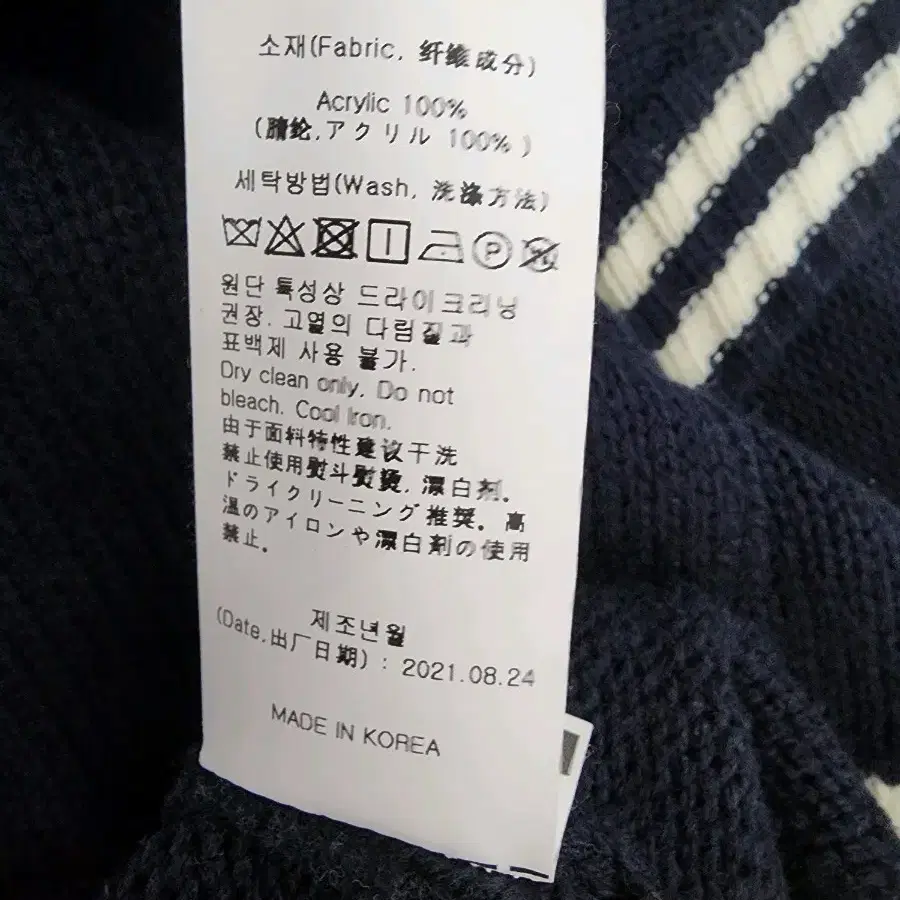 소재(Fabric, 纤维成分)
Acrylic 100%
(腈纶,アクリル 100% )
세탁방법(Wash, 洗涤方法)
P
원단 특성상 드라이크리닝
권장. 고열의 다림질과
표백제 사용 불가.
Dry clean only. Do not
bleach. Cool Iron.
由于面料特性建议干洗
禁止使用熨斗熨烫, 漂白剂。
ドライクリーニング推奨。高
温のアイロンや漂白剤の使用
禁止。
제조년월
(Date,出厂日期) : 2021.08.24
MADE IN KOREA